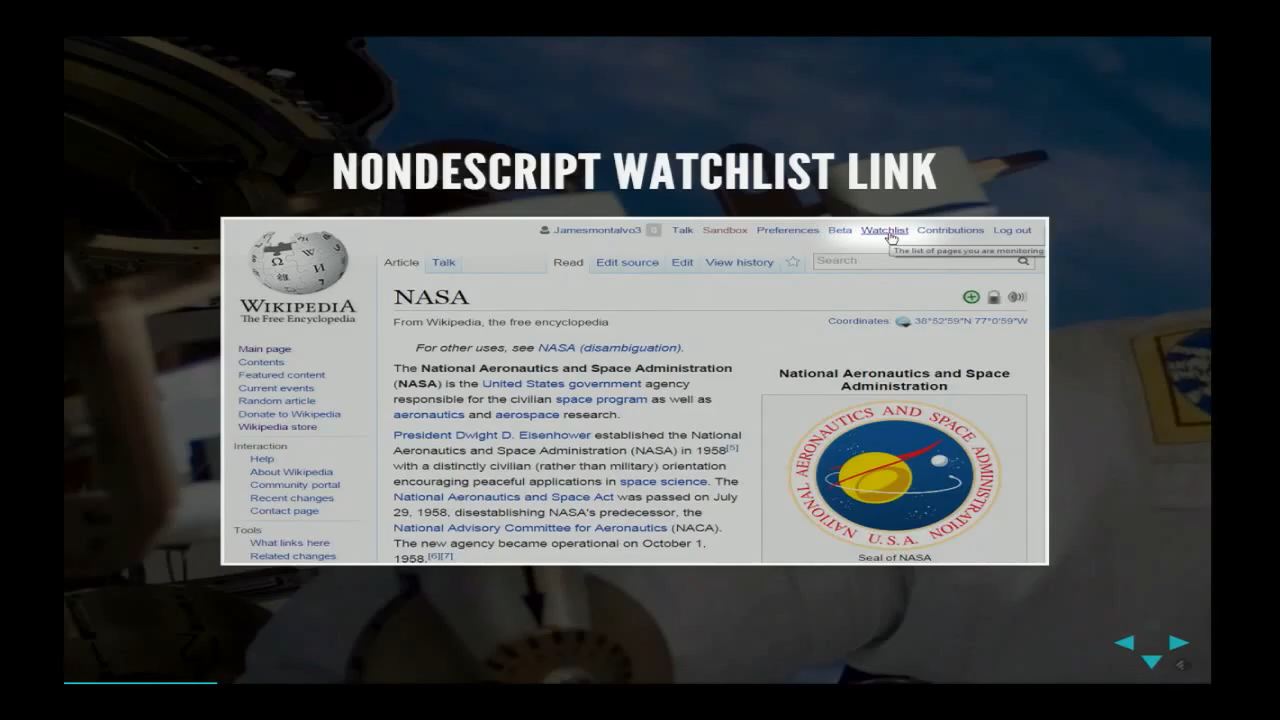 NONDESCRIPT WATCHLIST LINK
Jamesmontalvo3 0 Talk Sandbox Preferences Beta Watchlist Contributions Log out
The list of pages you are monitoring
Article Talk Read Edit source Edit View history Search
WIKIPEDIA
The Free Encyclopedia
Main page
Contents
Featured content
Current events
Random article
Donate to Wikipedia
Wikipedia store
Interaction
Help
About Wikipedia
Community portal
Recent changes
Contact page
Tools
What links here
Related changes
NASA
From Wikipedia, the free encyclopedia
Coordinates: 38°52′59″N 77°0′59″W
For other uses, see NASA (disambiguation).
The National Aeronautics and Space Administration
(NASA) is the United States government agency
responsible for the civilian space program as well as
aeronautics and aerospace research.
President Dwight D. Eisenhower established the National
Aeronautics and Space Administration (NASA) in 1958[5]
with a distinctly civilian (rather than military) orientation
encouraging peaceful applications in space science. The
National Aeronautics and Space Act was passed on July
29, 1958, disestablishing NASA's predecessor, the
National Advisory Committee for Aeronautics (NACA).
The new agency became operational on October 1,
1958.[6][7]
National Aeronautics and Space
Administration
NATIONAL AERONAUTICS AND SPACE ADMINISTRATION
U.S.A.
Seal of NASA